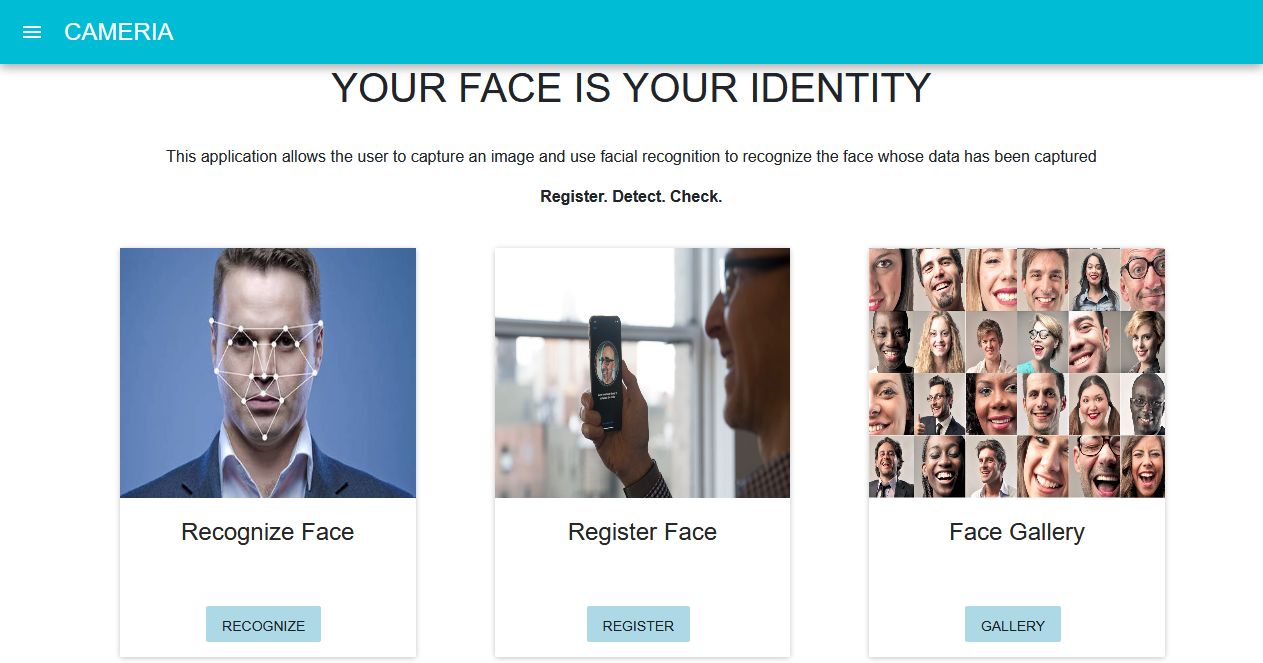 CAMERIA
YOUR FACE IS YOUR IDENTITY
This application allows the user to capture an image and use facial recognition to recognize the face whose data has been captured
Register. Detect. Check.
Recognize Face
Register Face
Face Gallery
RECOGNIZE
REGISTER
GALLERY